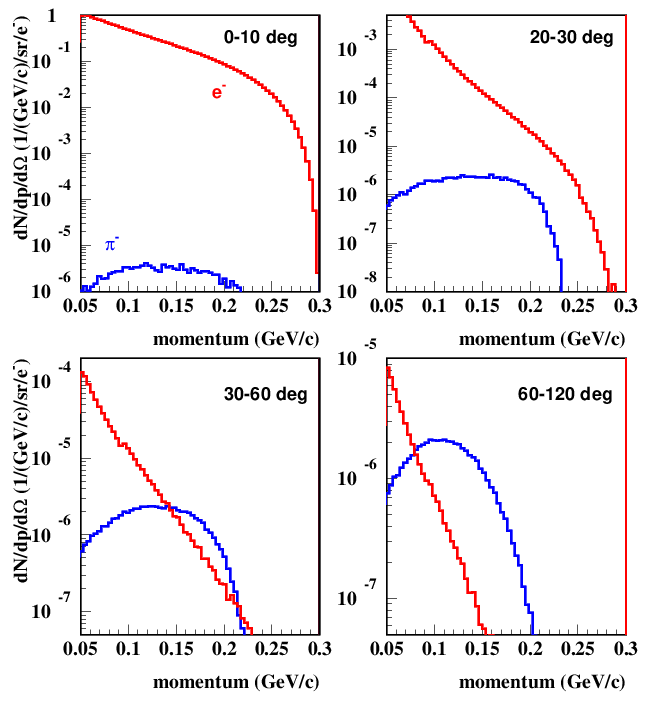 dN/dp/dΩ (1/(GeV/c)/sr/e⁻)
1
10⁻¹
10⁻²
10⁻³
10⁻⁴
10⁻⁵
10⁻⁶
0-10 deg
e⁻
π⁻
0.05 0.1 0.15 0.2 0.25 0.3
momentum (GeV/c)
10⁻³
10⁻⁴
10⁻⁵
10⁻⁶
10⁻⁷
10⁻⁸
20-30 deg
0.05 0.1 0.15 0.2 0.25 0.3
momentum (GeV/c)
dN/dp/dΩ (1/(GeV/c)/sr/e⁻)
10⁻⁴
10⁻⁵
10⁻⁶
10⁻⁷
30-60 deg
0.05 0.1 0.15 0.2 0.25 0.3
momentum (GeV/c)
10⁻⁵
10⁻⁶
10⁻⁷
60-120 deg
0.05 0.1 0.15 0.2 0.25 0.3
momentum (GeV/c)